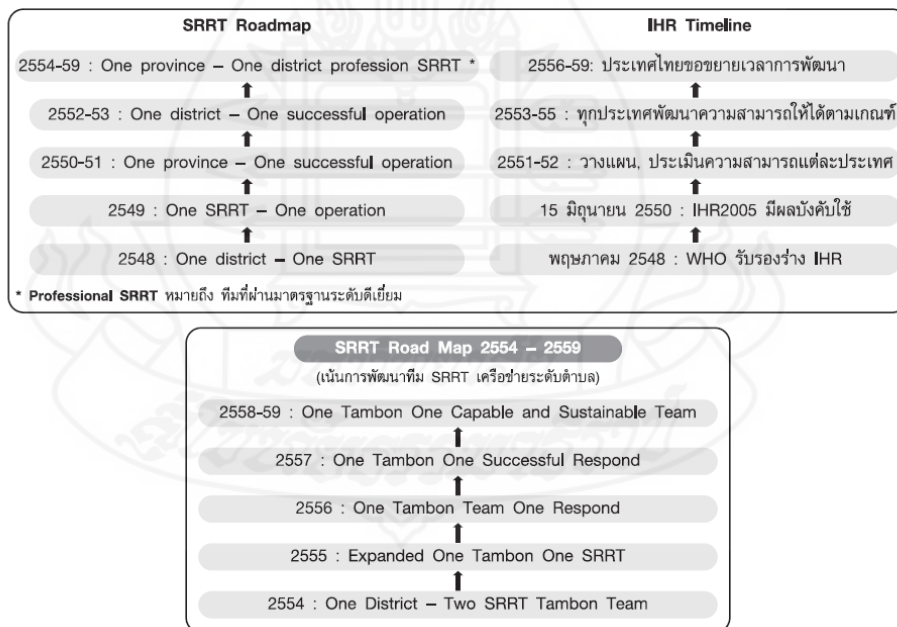 SRRT Roadmap
2554-59 : One province – One district profession SRRT *
2552-53 : One district – One successful operation
2550-51 : One province – One successful operation
2549 : One SRRT – One operation
2548 : One district – One SRRT
* Professional SRRT หมายถึง ทีมที่ผ่านมาตรฐานระดับดีเยี่ยม
IHR Timeline
2556-59: ประเทศไทยขอขยายเวลาการพัฒนา
2553-55 : ทุกประเทศพัฒนาความสามารถให้ได้ตามเกณฑ์
2551-52 : วางแผน, ประเมินความสามารถแต่ละประเทศ
15 มิถุนายน 2550 : IHR2005 มีผลบังคับใช้
พฤษภาคม 2548 : WHO รับรองร่าง IHR
SRRT Road Map 2554 – 2559
(เน้นการพัฒนาทีม SRRT เครือข่ายระดับตำบล)
2558-59 : One Tambon One Capable and Sustainable Team
2557 : One Tambon One Successful Respond
2556 : One Tambon Team One Respond
2555 : Expanded One Tambon One SRRT
2554 : One District – Two SRRT Tambon Team